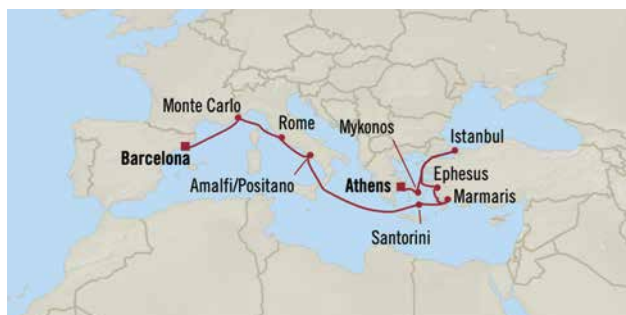 Monte Carlo
Rome
Mykonos
Istanbul
Barcelona
Ephesus
Amalfi/Positano
Athens
Marmaris
Santorini